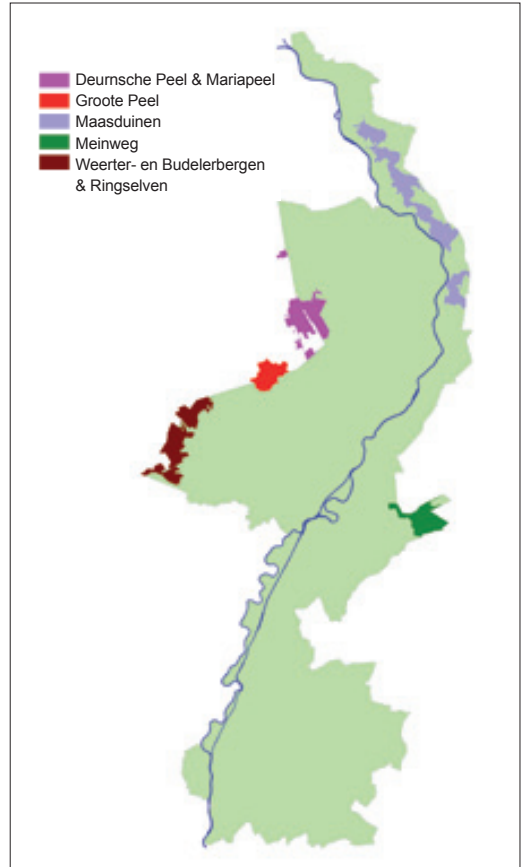 Deurnsche Peel & Mariapeel
Groote Peel
Maasduinen
Meinweg
Weerter- en Budelerbergen
& Ringselven